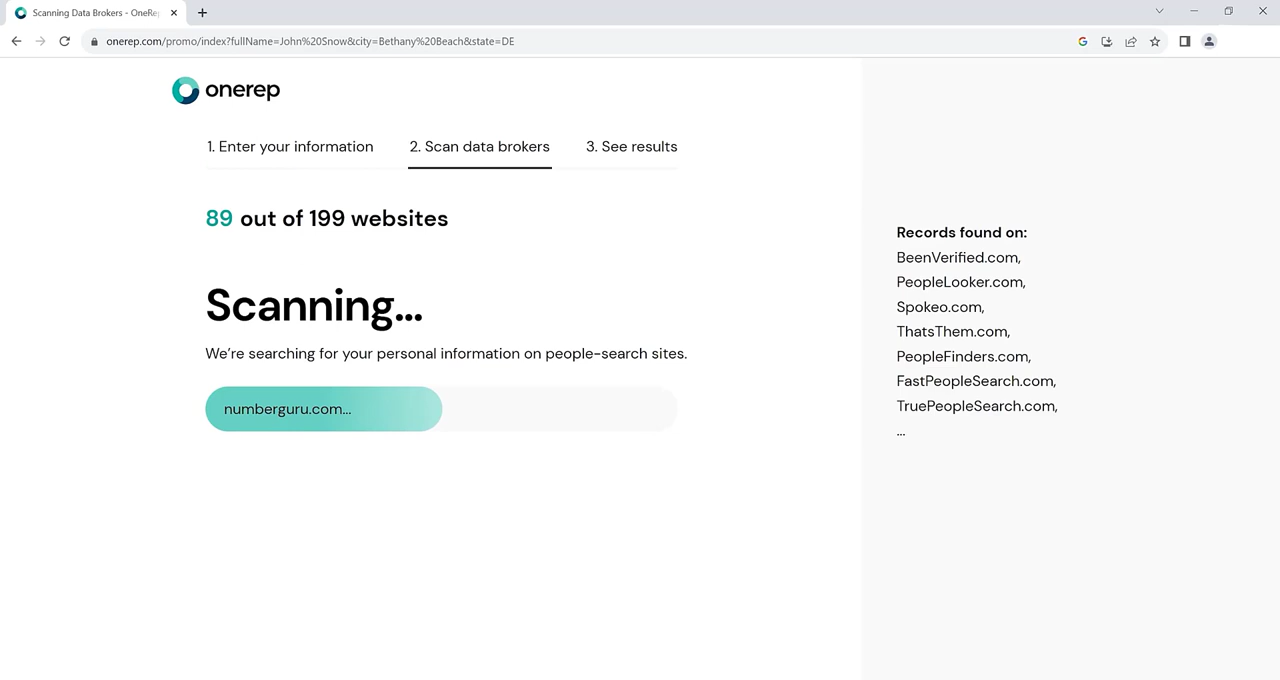 Scanning Data Brokers - OneRe
onerep.com/promo/index?fullName=John%20Snow&city=Bethany%20Beach&state=DE
onerep
1. Enter your information
2. Scan data brokers
3. See results
89 out of 199 websites
Scanning...
We're searching for your personal information on people-search sites.
numberguru.com...
Records found on:
BeenVerified.com,
PeopleLooker.com,
Spokeo.com,
ThatsThem.com,
PeopleFinders.com,
FastPeopleSearch.com,
TruePeopleSearch.com,
...